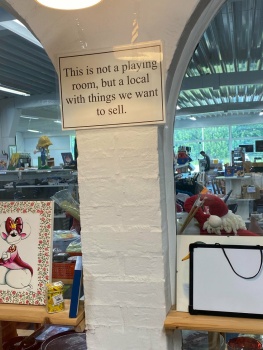 This is not a playing
room, but a local
with things we want
to sell.